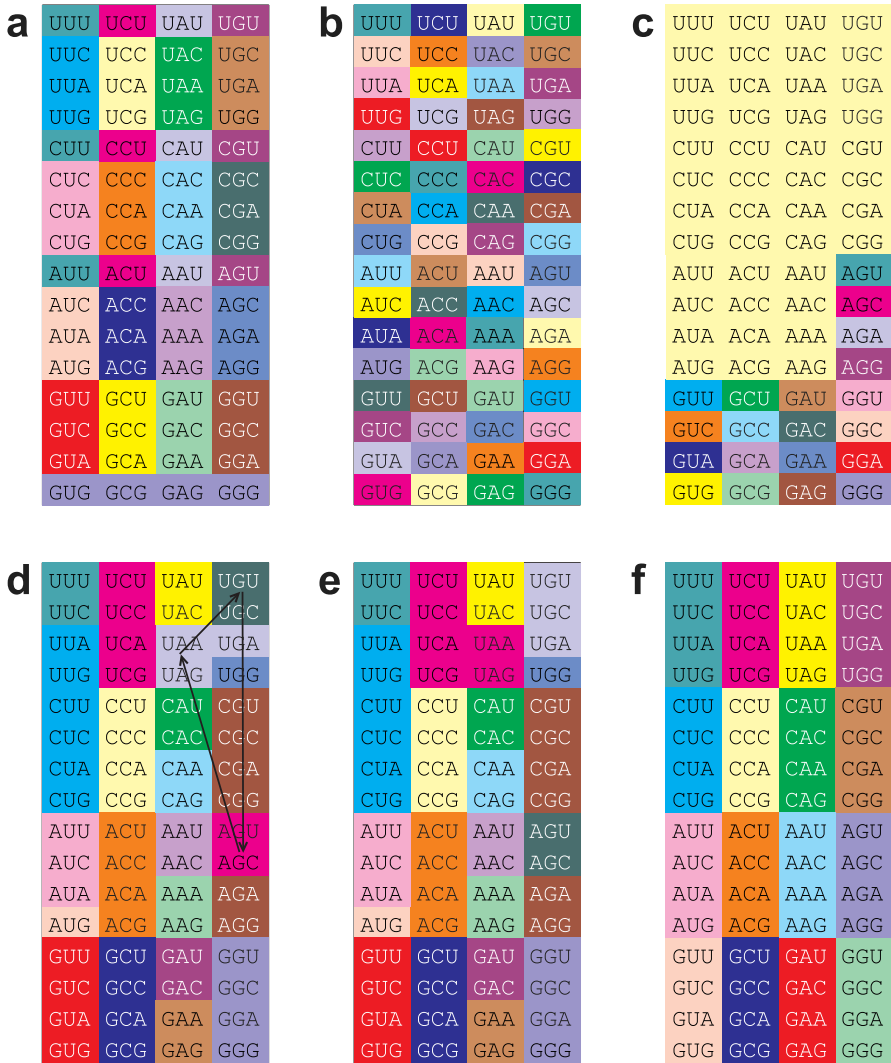 a
UUU UCU UAU UGU
UUC UCC UAC UGC
UUA UCA UAA UGA
UUG UCG UAG UGG
CUU CCU CAU CGU
CUC CCC CAC CGC
CUA CCA CAA CGA
CUG CCG CAG CGG
AUU ACU AAU AGU
AUC ACC AAC AGC
AUA ACA AAA AGA
AUG ACG AAG AGG
GUU GCU GAU GGU
GUC GCC GAC GGC
GUA GCA GAA GGA
GUG GCG GAG GGG
b
UUU UCU UAU UGU
UUC UCC UAC UGC
UUA UCA UAA UGA
UUG UCG UAG UGG
CUU CCU CAU CGU
CUC CCC CAC CGC
CUA CCA CAA CGA
CUG CCG CAG CGG
AUU ACU AAU AGU
AUC ACC AAC AGC
AUA ACA AAA AGA
AUG ACG AAG AGG
GUU GCU GAU GGU
GUC GCC GAC GGC
GUA GCA GAA GGA
GUG GCG GAG GGG
c
UUU UCU UAU UGU
UUC UCC UAC UGC
UUA UCA UAA UGA
UUG UCG UAG UGG
CUU CCU CAU CGU
CUC CCC CAC CGC
CUA CCA CAA CGA
CUG CCG CAG CGG
AUU ACU AAU AGU
AUC ACC AAC AGC
AUA ACA AAA AGA
AUG ACG AAG AGG
GUU GCU GAU GGU
GUC GCC GAC GGC
GUA GCA GAA GGA
GUG GCG GAG GGG
d
UUU UCU UAU UGU
UUC UCC UAC UGC
UUA UCA UAA UGA
UUG UCG UAG UGG
CUU CCU CAU CGU
CUC CCC CAC CGC
CUA CCA CAA CGA
CUG CCG CAG CGG
AUU ACU AAU AGU
AUC ACC AAC AGC
AUA ACA AAA AGA
AUG ACG AAG AGG
GUU GCU GAU GGU
GUC GCC GAC GGC
GUA GCA GAA GGA
GUG GCG GAG GGG
e
UUU UCU UAU UGU
UUC UCC UAC UGC
UUA UCA UAA UGA
UUG UCG UAG UGG
CUU CCU CAU CGU
CUC CCC CAC CGC
CUA CCA CAA CGA
CUG CCG CAG CGG
AUU ACU AAU AGU
AUC ACC AAC AGC
AUA ACA AAA AGA
AUG ACG AAG AGG
GUU GCU GAU GGU
GUC GCC GAC GGC
GUA GCA GAA GGA
GUG GCG GAG GGG
f
UUU UCU UAU UGU
UUC UCC UAC UGC
UUA UCA UAA UGA
UUG UCG UAG UGG
CUU CCU CAU CGU
CUC CCC CAC CGC
CUA CCA CAA CGA
CUG CCG CAG CGG
AUU ACU AAU AGU
AUC ACC AAC AGC
AUA ACA AAA AGA
AUG ACG AAG AGG
GUU GCU GAU GGU
GUC GCC GAC GGC
GUA GCA GAA GGA
GUG GCG GAG GGG